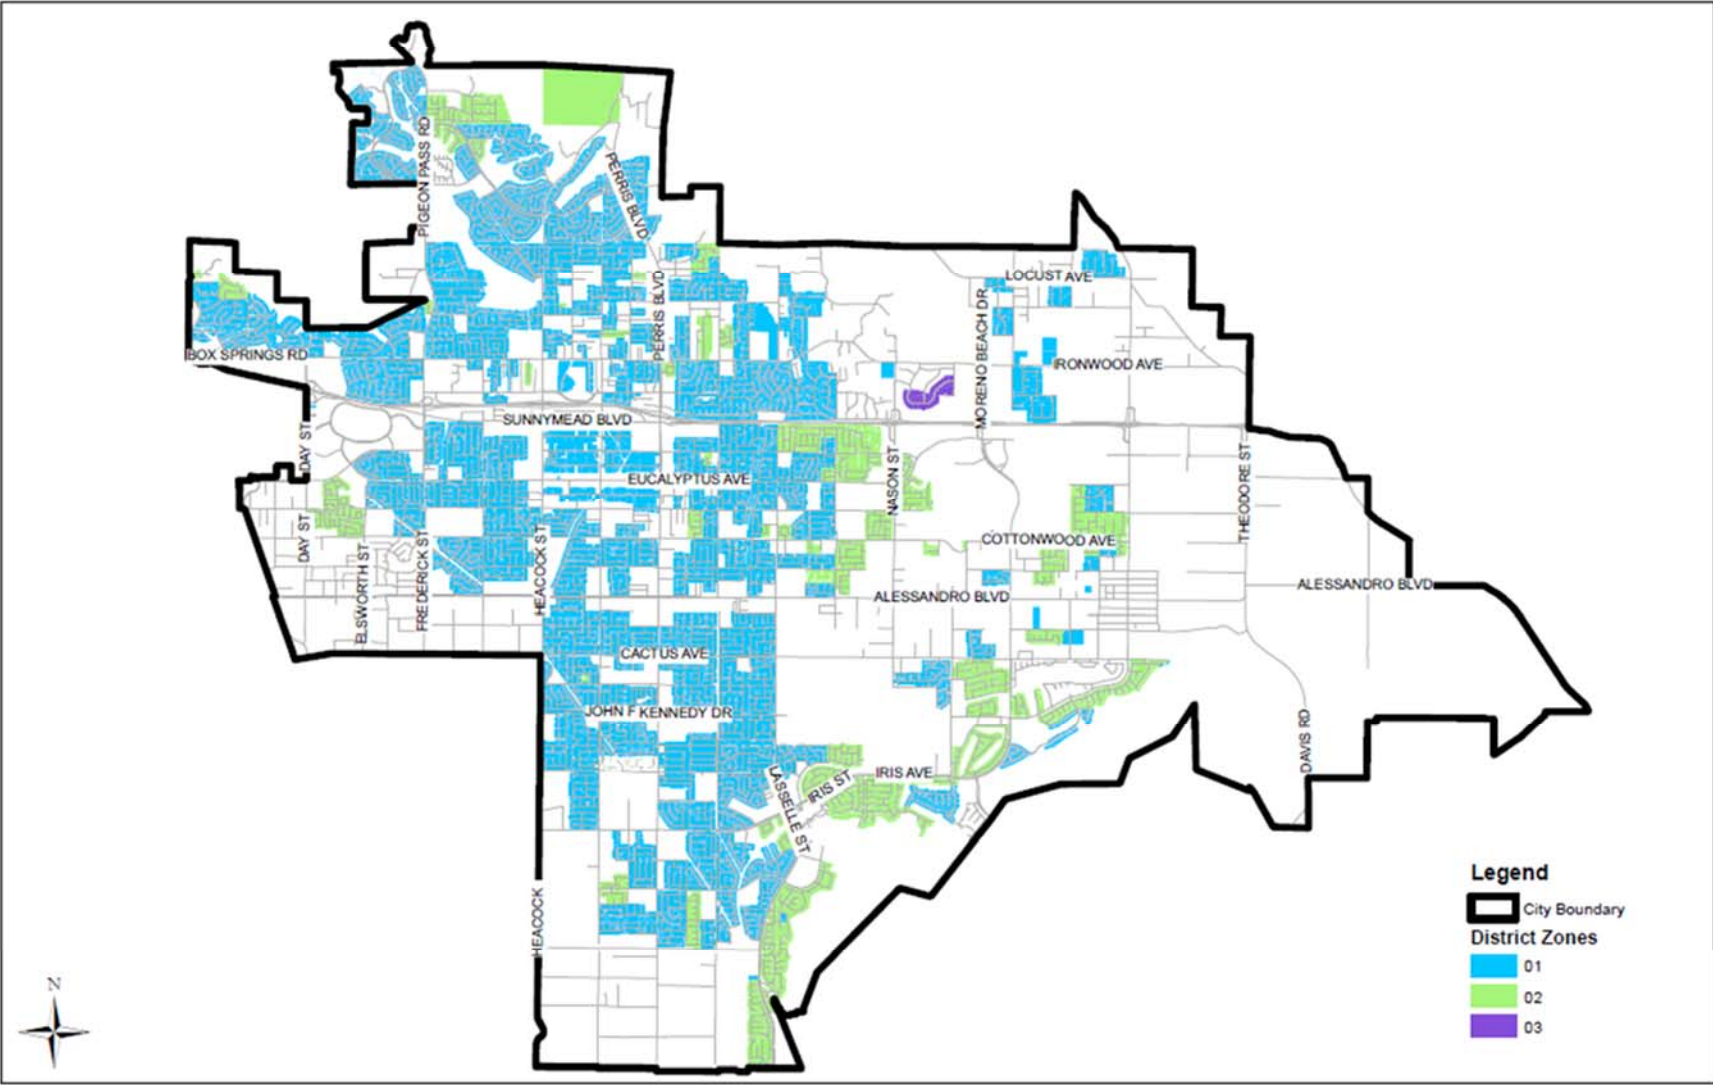 PIGEON PASS RD
PERRIS BLVD
LOCUST AVE
PERRIS BLVD
MORENO BEACH DR
BOX SPRINGS RD
IRONWOOD AVE
SUNNYMEAD BLVD
DAY ST
NASON ST
THEODORE ST
EUCALYPTUS AVE
DAY ST
ELSWORTH ST
FREDERICK ST
HEACOCK ST
COTTONWOOD AVE
ALESSANDRO BLVD
ALESSANDRO BLVD
CACTUS AVE
JOHN F KENNEDY DR
DAVIS RD
LASSELLE ST
IRIS ST
IRIS AVE
HEACOCK
Legend
City Boundary
District Zones
01
02
03
N